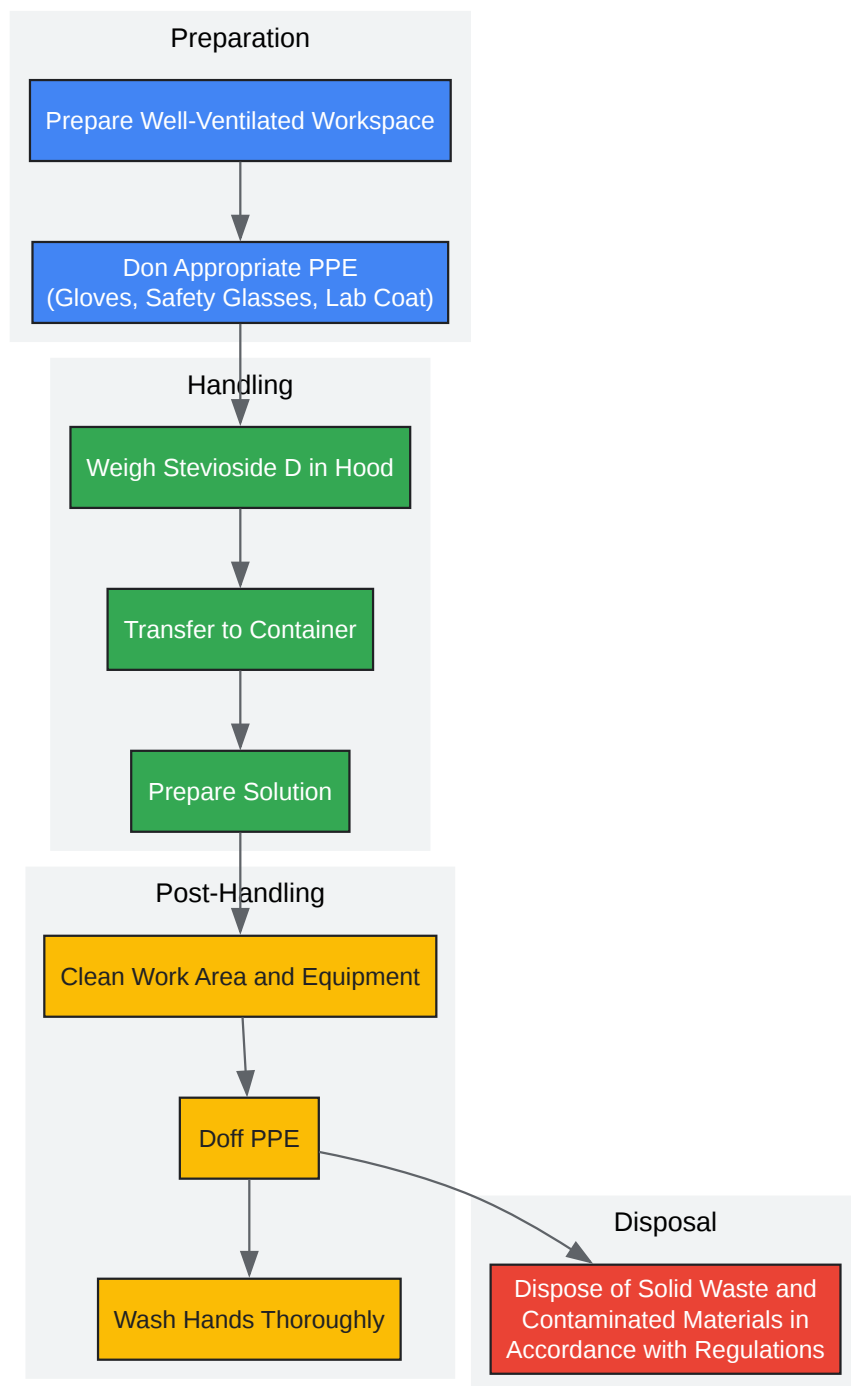 Preparation
Prepare Well-Ventilated Workspace
Don Appropriate PPE
(Gloves, Safety Glasses, Lab Coat)
Handling
Weigh Stevioside D in Hood
Transfer to Container
Prepare Solution
Post-Handling
Clean Work Area and Equipment
Doff PPE
Wash Hands Thoroughly
Disposal
Dispose of Solid Waste and
Contaminated Materials in
Accordance with Regulations